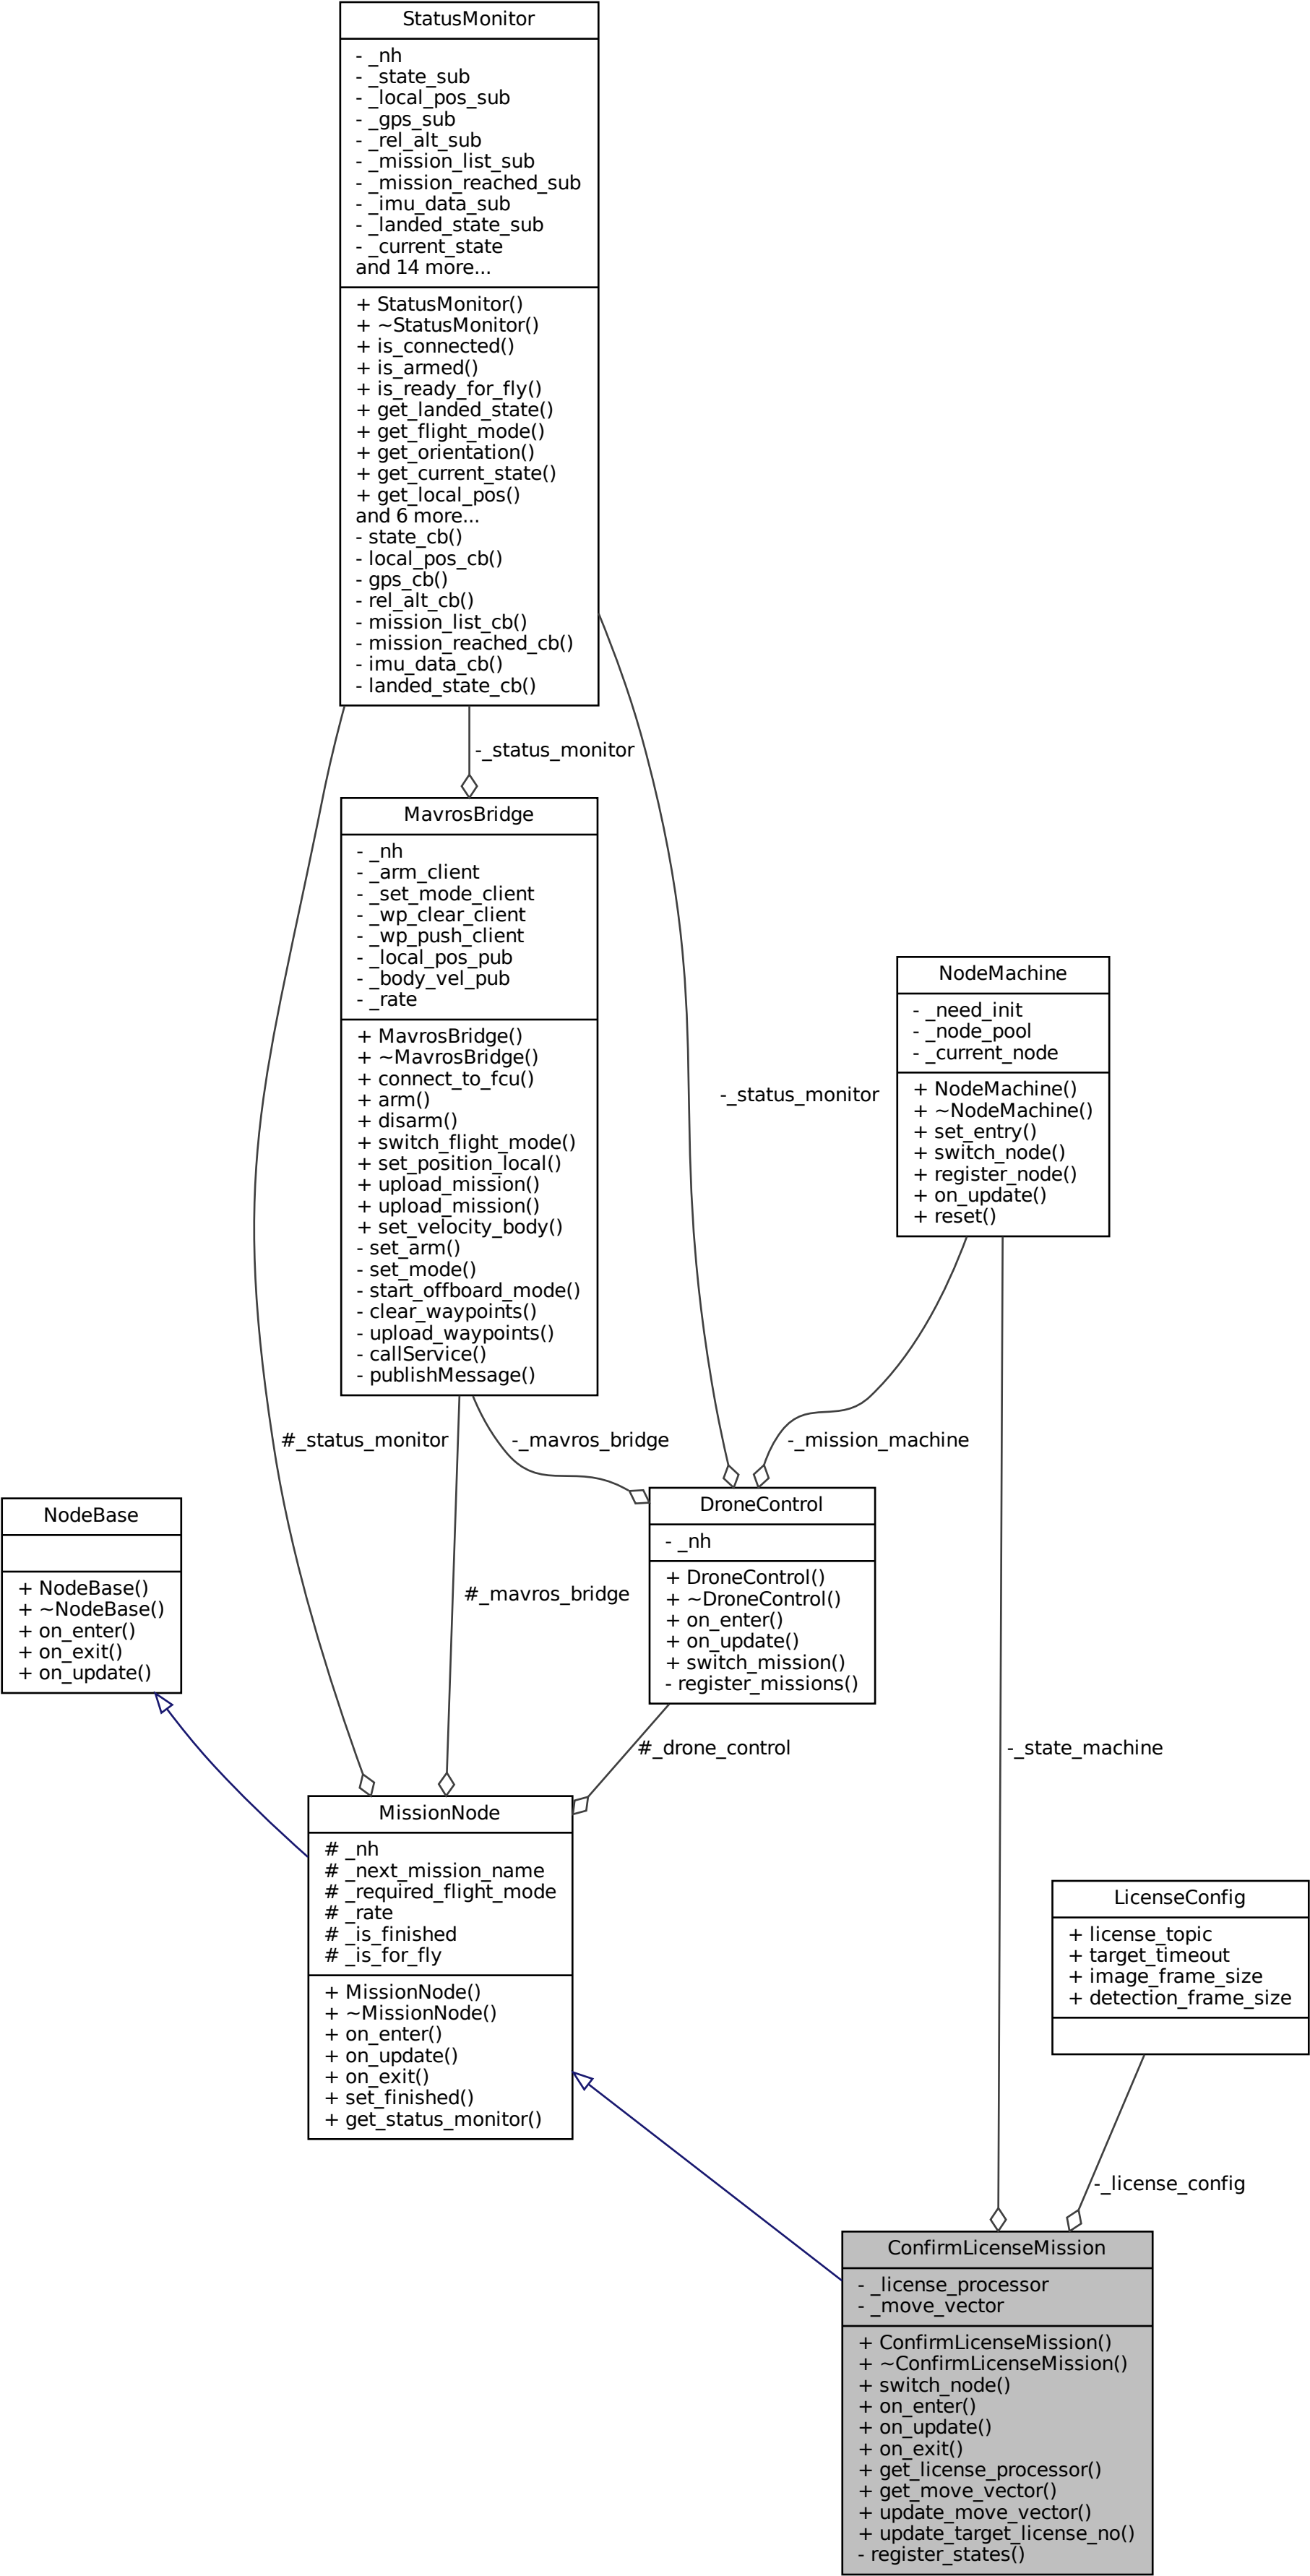 StatusMonitor
- _nh
- _state_sub
- _local_pos_sub
- _gps_sub
- _rel_alt_sub
- _mission_list_sub
- _mission_reached_sub
- _imu_data_sub
- _landed_state_sub
- _current_state
and 14 more...
+ StatusMonitor()
+ ~StatusMonitor()
+ is_connected()
+ is_armed()
+ is_ready_for_fly()
+ get_landed_state()
+ get_flight_mode()
+ get_orientation()
+ get_current_state()
+ get_local_pos()
and 6 more...
- state_cb()
- local_pos_cb()
- gps_cb()
- rel_alt_cb()
- mission_list_cb()
- mission_reached_cb()
- imu_data_cb()
- landed_state_cb()
-_status_monitor
MavrosBridge
- _nh
- _arm_client
- _set_mode_client
- _wp_clear_client
- _wp_push_client
- _local_pos_pub
- _body_vel_pub
- _rate
+ MavrosBridge()
+ ~MavrosBridge()
+ connect_to_fcu()
+ arm()
+ disarm()
+ switch_flight_mode()
+ set_position_local()
+ upload_mission()
+ upload_mission()
+ set_velocity_body()
- set_arm()
- set_mode()
- start_offboard_mode()
- clear_waypoints()
- upload_waypoints()
- callService()
- publishMessage()
-_status_monitor
NodeMachine
- _need_init
- _node_pool
- _current_node
+ NodeMachine()
+ ~NodeMachine()
+ set_entry()
+ switch_node()
+ register_node()
+ on_update()
+ reset()
#_status_monitor
-_mavros_bridge
-_mission_machine
NodeBase
+ NodeBase()
+ ~NodeBase()
+ on_enter()
+ on_exit()
+ on_update()
#_mavros_bridge
DroneControl
- _nh
+ DroneControl()
+ ~DroneControl()
+ on_enter()
+ on_update()
+ switch_mission()
- register_missions()
#_drone_control
-_state_machine
MissionNode
# _nh
# _next_mission_name
# _required_flight_mode
# _rate
# _is_finished
# _is_for_fly
+ MissionNode()
+ ~MissionNode()
+ on_enter()
+ on_update()
+ on_exit()
+ set_finished()
+ get_status_monitor()
LicenseConfig
+ license_topic
+ target_timeout
+ image_frame_size
+ detection_frame_size
-_license_config
ConfirmLicenseMission
- _license_processor
- _move_vector
+ ConfirmLicenseMission()
+ ~ConfirmLicenseMission()
+ switch_node()
+ on_enter()
+ on_update()
+ on_exit()
+ get_license_processor()
+ get_move_vector()
+ update_move_vector()
+ update_target_license_no()
- register_states()